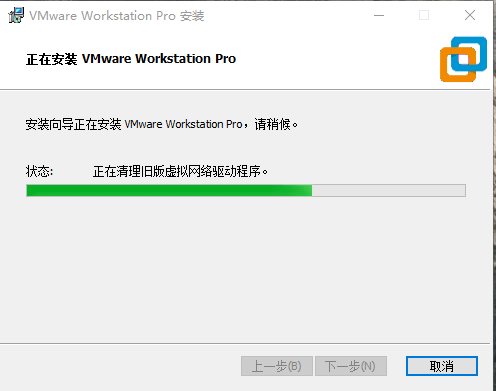 VMware Workstation Pro 安装
正在安装 VMware Workstation Pro
安装向导正在安装 VMware Workstation Pro，请稍候。
状态: 正在清理旧版虚拟网络驱动程序。
上一步(B) 下一步(N) 取消